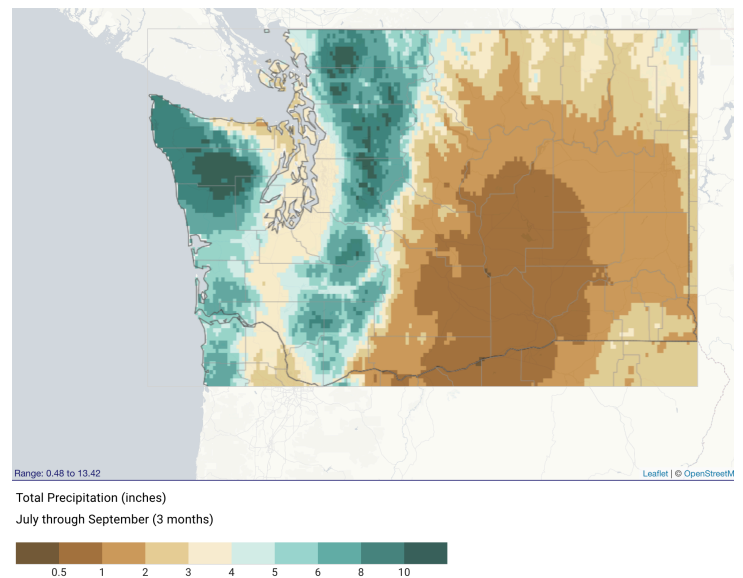 Range: 0.48 to 13.42
Leaflet | © OpenStreetM
Total Precipitation (inches)
July through September (3 months)
0.5 1 2 3 4 5 6 8 10